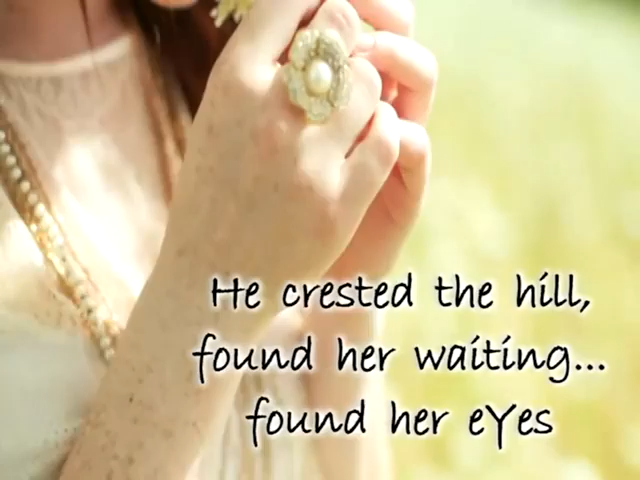 He crested the hill,
found her waiting...
found her eyes